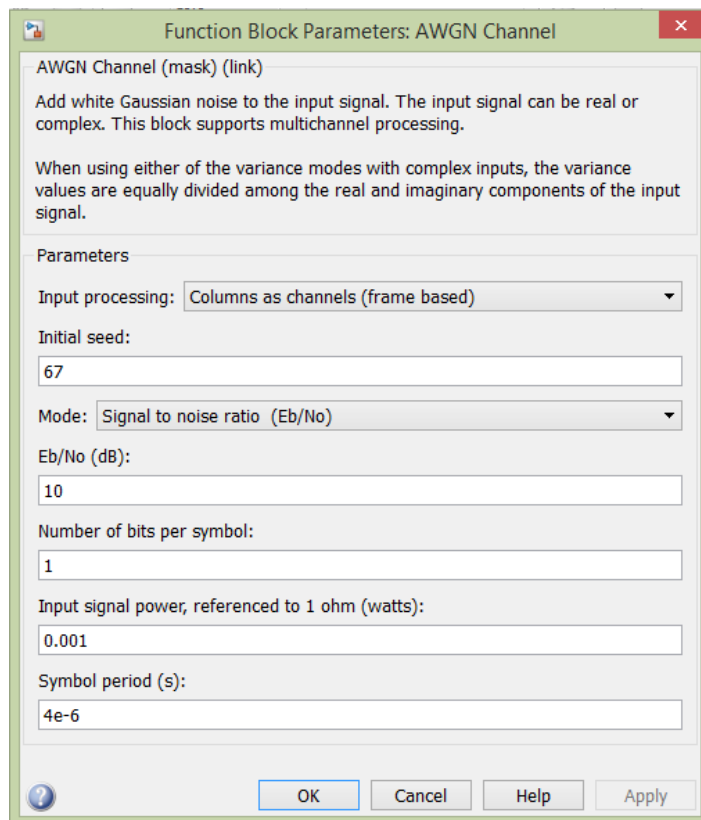 Function Block Parameters: AWGN Channel
AWGN Channel (mask) (link)
Add white Gaussian noise to the input signal. The input signal can be real or
complex. This block supports multichannel processing.
When using either of the variance modes with complex inputs, the variance
values are equally divided among the real and imaginary components of the input
signal.
Parameters
Input processing: Columns as channels (frame based)
Initial seed:
67
Mode: Signal to noise ratio (Eb/No)
Eb/No (dB):
10
Number of bits per symbol:
1
Input signal power, referenced to 1 ohm (watts):
0.001
Symbol period (s):
4e-6
OK Cancel Help Apply